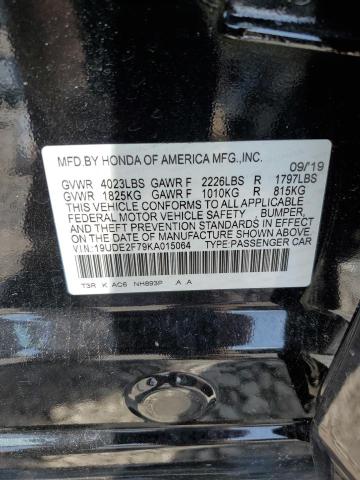 MFD.BY HONDA OF AMERICA MFG.,INC. 09/19
GVWR 4023LBS GAWR F 2226LBS R 1797LBS
GVWR 1825KG GAWR F 1010KG R 815KG
THIS VEHICLE CONFORMS TO ALL APPLICABLE
FEDERAL MOTOR VEHICLE SAFETY , BUMPER,
AND THEFT PREVENTION STANDARDS IN EFFECT
ON THE DATE OF MANUFACTURE SHOWN ABOVE.
V.I.N.:19UDE2F79KA015064 TYPE:PASSENGER CAR
T3R K AC6 NH893P A .A